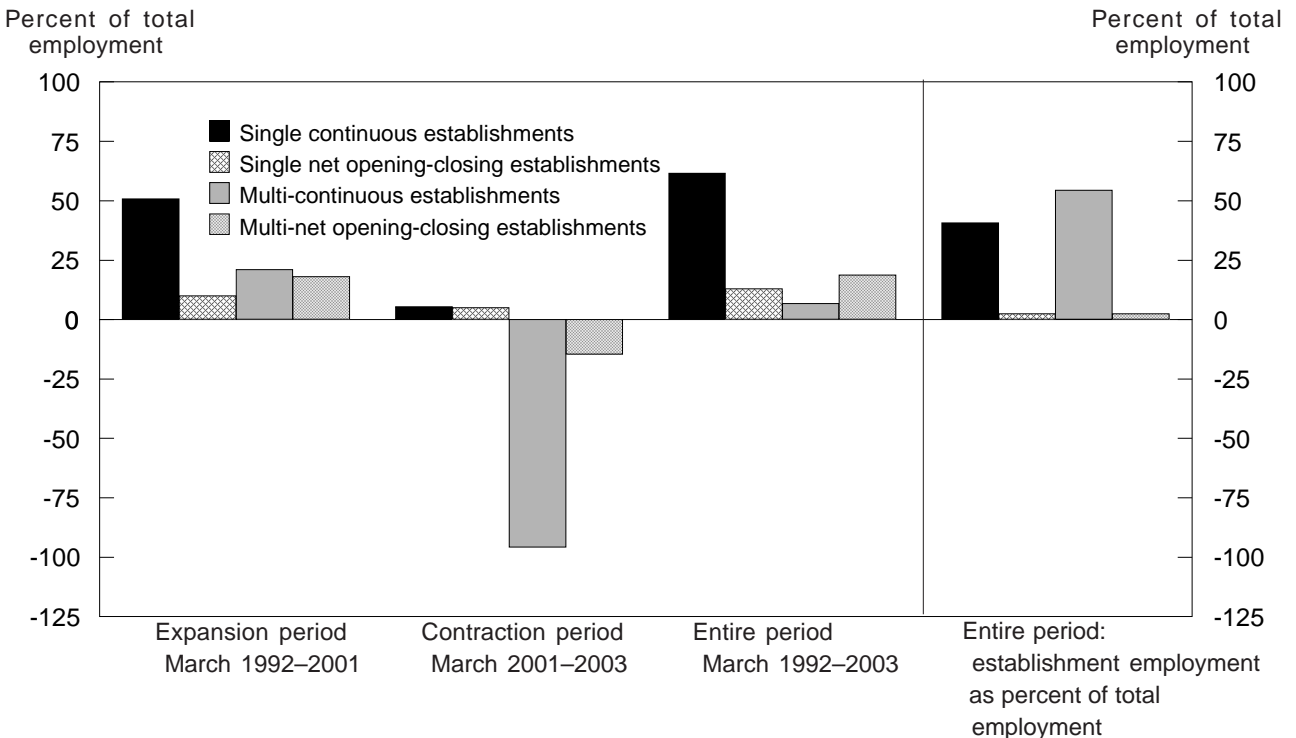 Percent of total
employment
Percent of total
employment
100
75
50
25
0
-25
-50
-75
-100
-125
Single continuous establishments
Single net opening-closing establishments
Multi-continuous establishments
Multi-net opening-closing establishments
100
75
50
25
0
-25
-50
-75
-100
-125
Expansion period
March 1992–2001
Contraction period
March 2001–2003
Entire period
March 1992–2003
Entire period:
establishment employment
as percent of total
employment